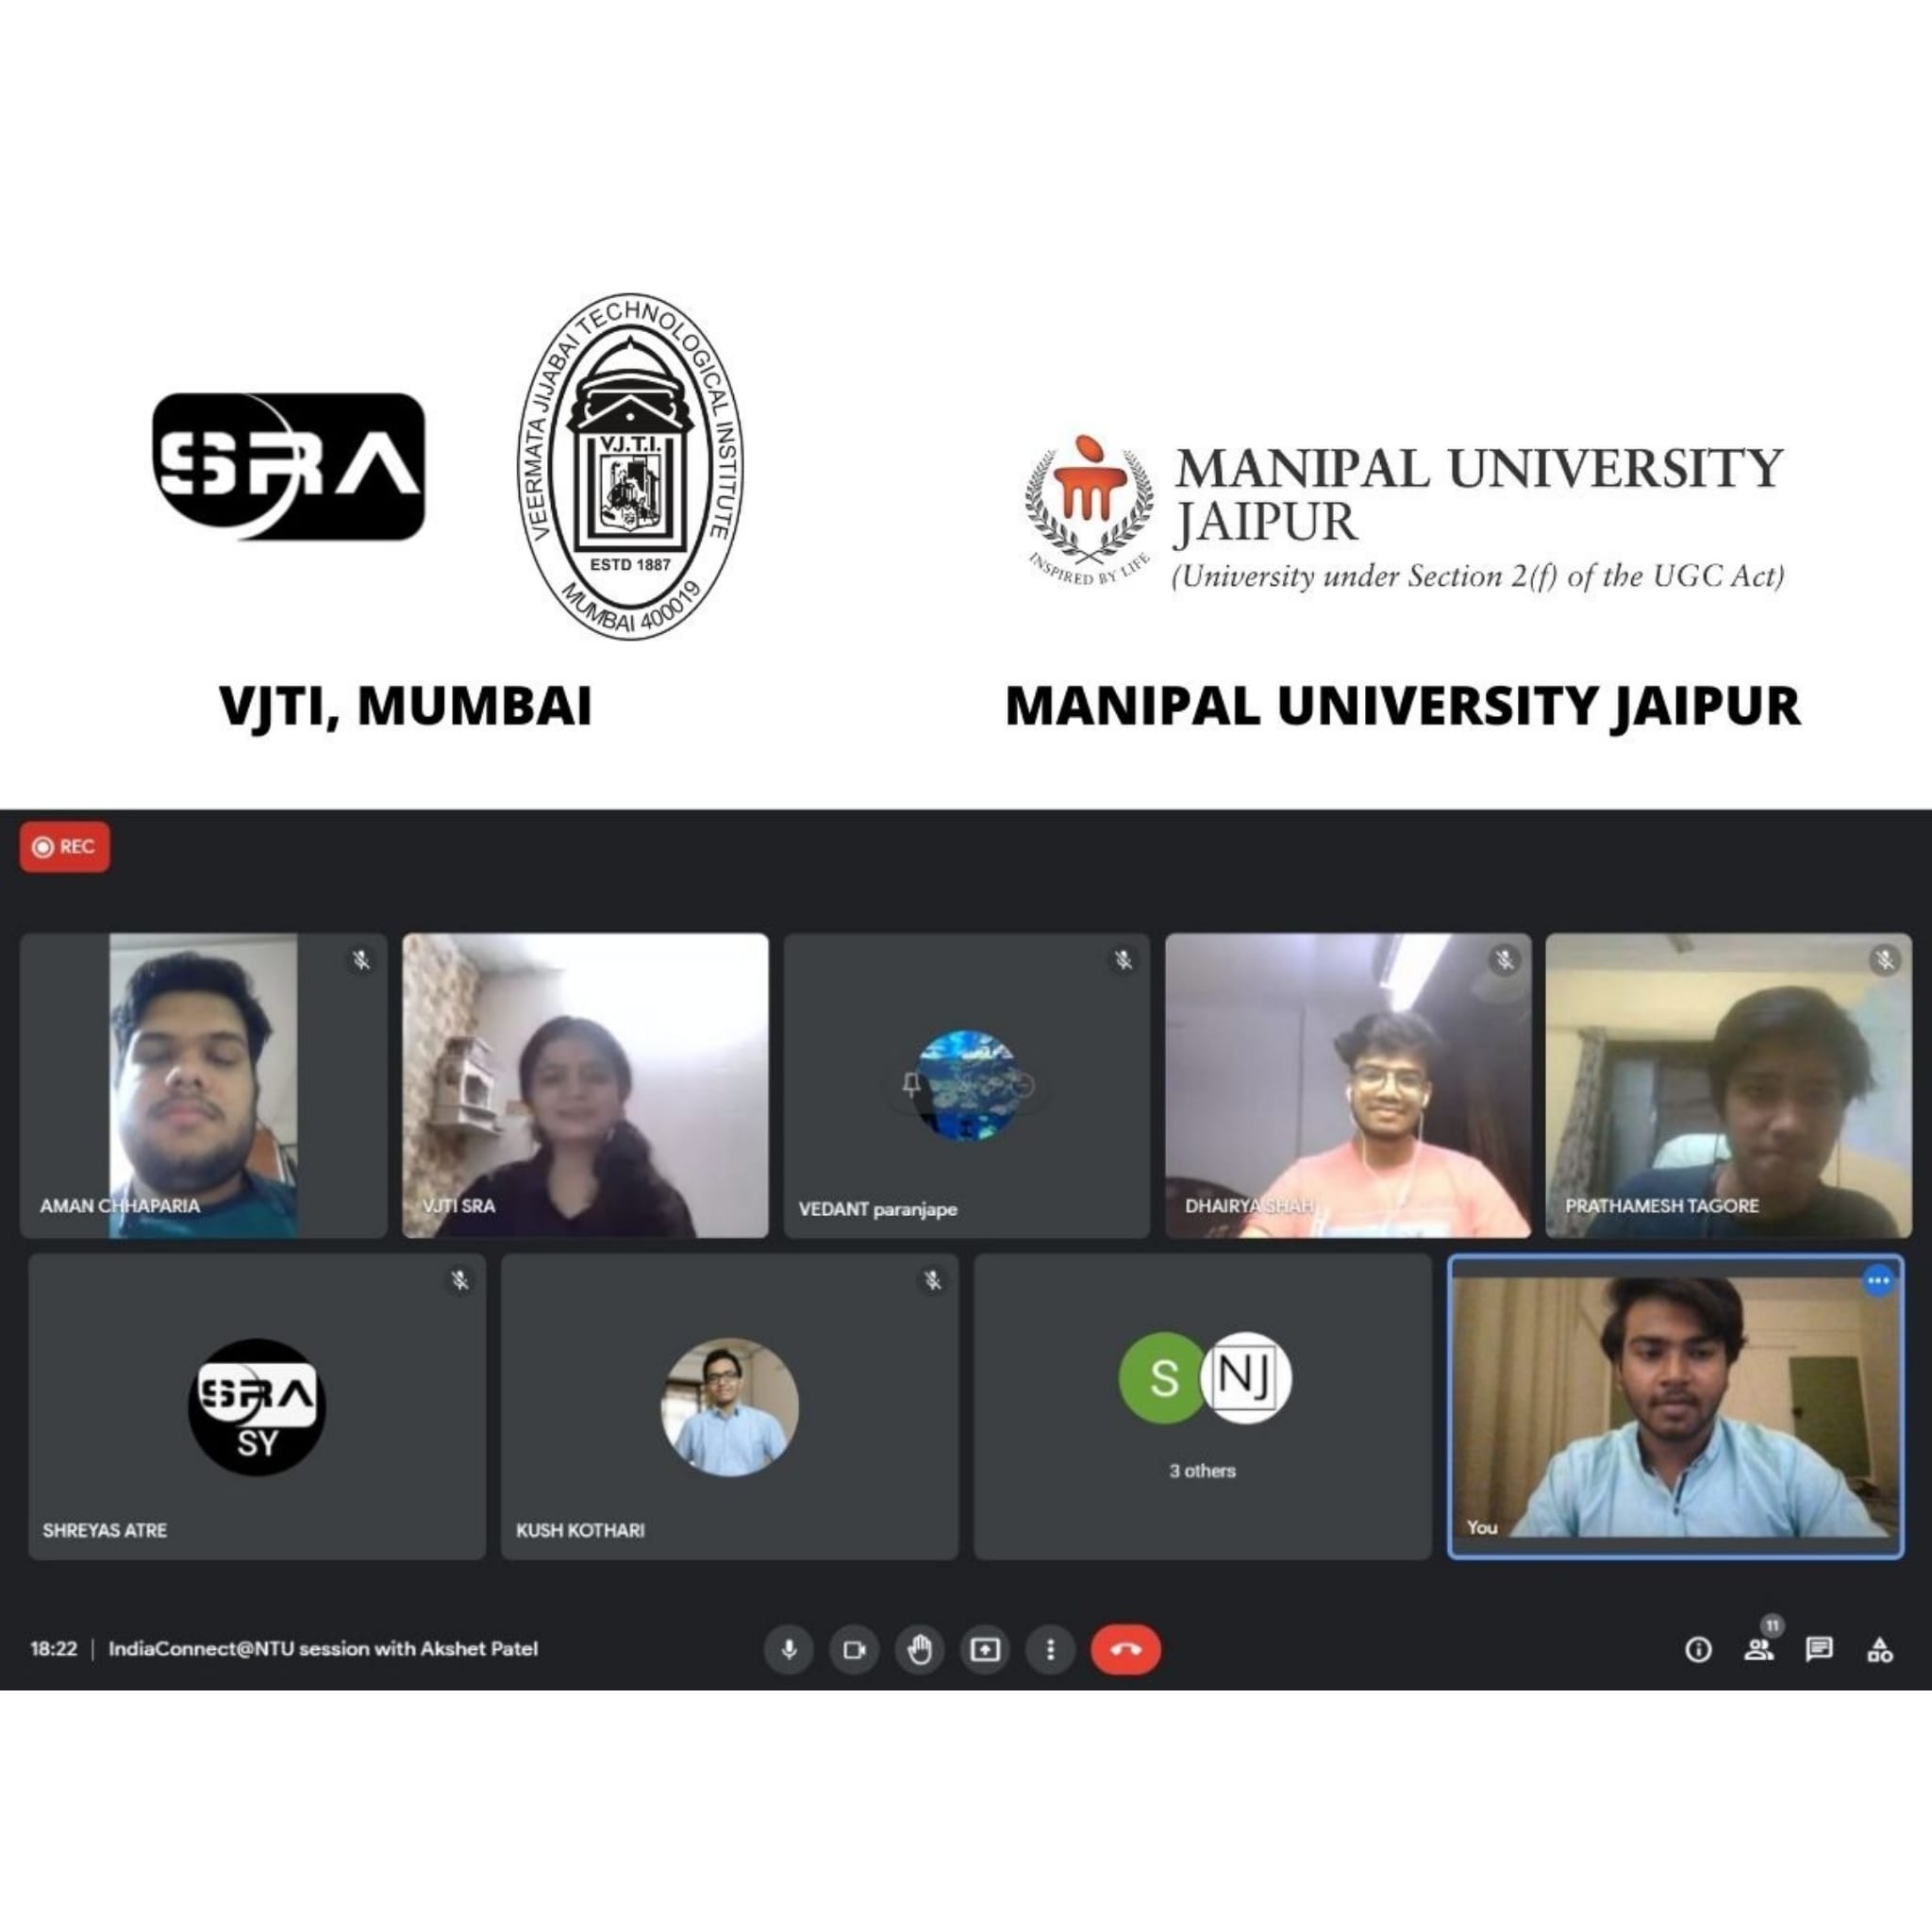 SRA
VEERMATA JIJABAI TECHNOLOGICAL INSTITUTE
V.J.T.I.
ESTD 1887
MUMBAI 400019
MANIPAL UNIVERSITY
JAIPUR
(University under Section 2(f) of the UGC Act)
INSPIRED BY LIFE
VJTI, MUMBAI
MANIPAL UNIVERSITY JAIPUR
REC
AMAN CHHAPARIA
VJTI SRA
VEDANT paranjape
DHAIRYA SHAH
PRATHAMESH TAGORE
SRA
SY
SHREYAS ATRE
KUSH KOTHARI
S
NJ
3 others
You
18:22 | IndiaConnect@NTU session with Akshet Patel
11